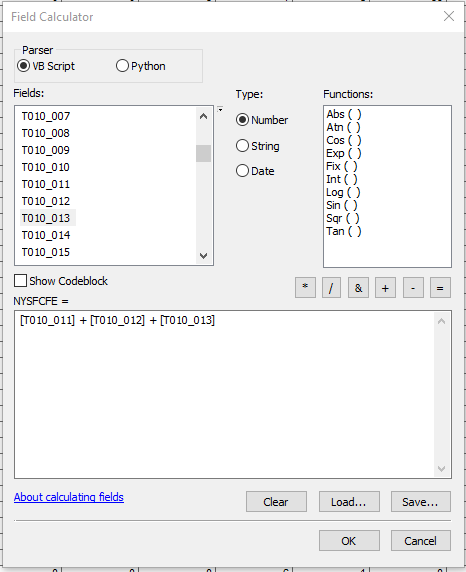 Field Calculator
Parser
VB Script
Python
Fields:
T010_007
T010_008
T010_009
T010_010
T010_011
T010_012
T010_013
T010_014
T010_015
Type:
Number
String
Date
Functions:
Abs ( )
Atn ( )
Cos ( )
Exp ( )
Fix ( )
Int ( )
Log ( )
Sin ( )
Sqr ( )
Tan ( )
Show Codeblock
* / & + - =
NYSFCFE =
[T010_011] + [T010_012] + [T010_013]
About calculating fields
Clear
Load...
Save...
OK
Cancel